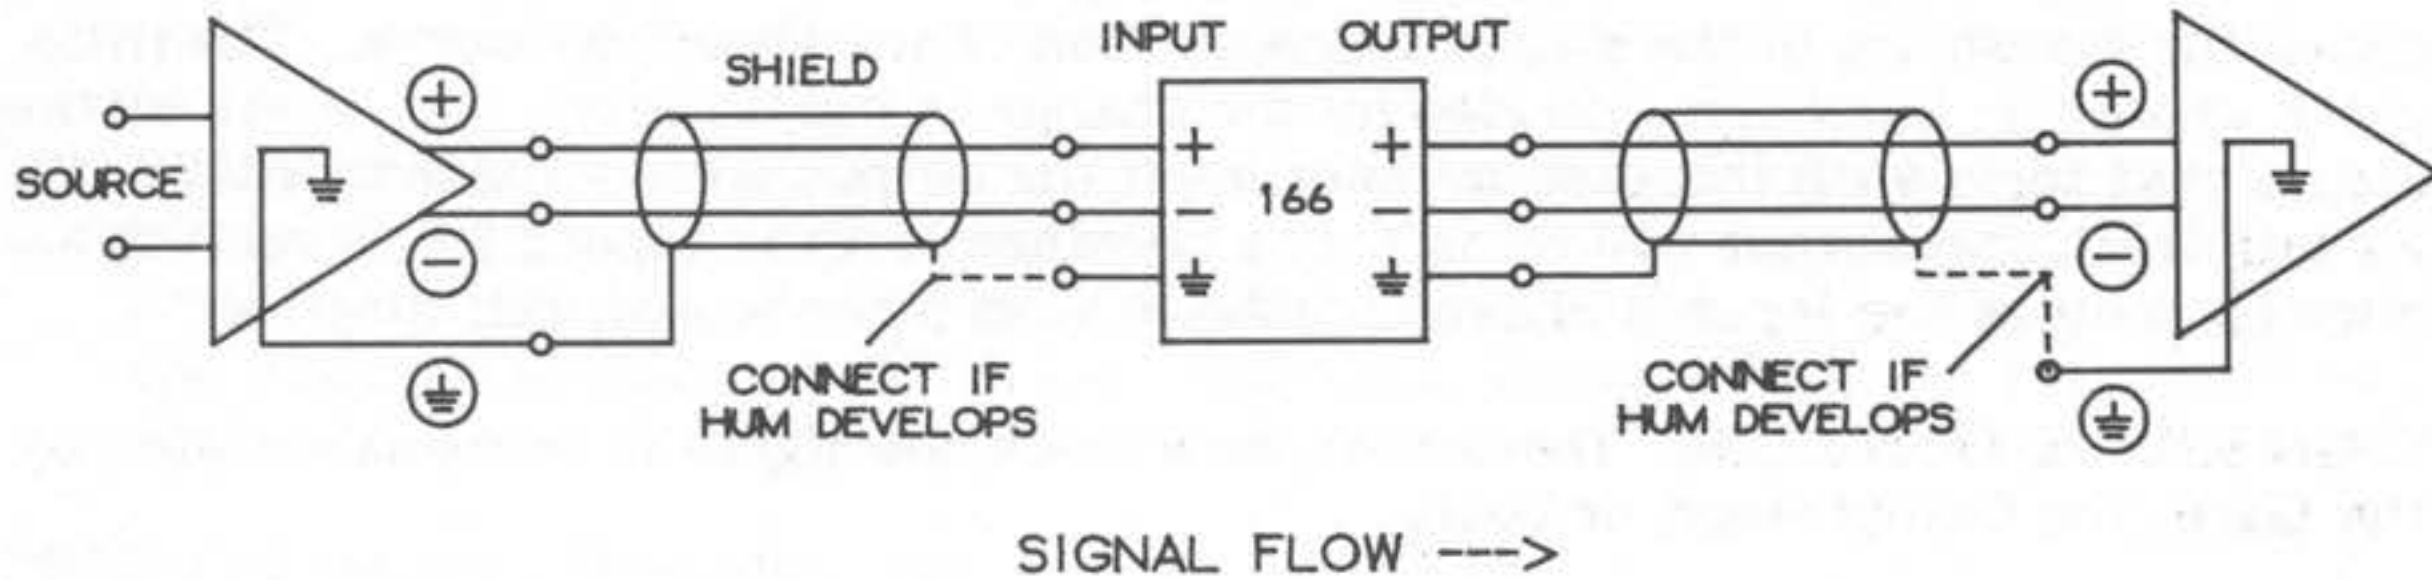 INPUT OUTPUT
SHIELD
+ +
SOURCE
+ +
166
- -
- -
CONNECT IF
HUM DEVELOPS
CONNECT IF
HUM DEVELOPS
SIGNAL FLOW --->